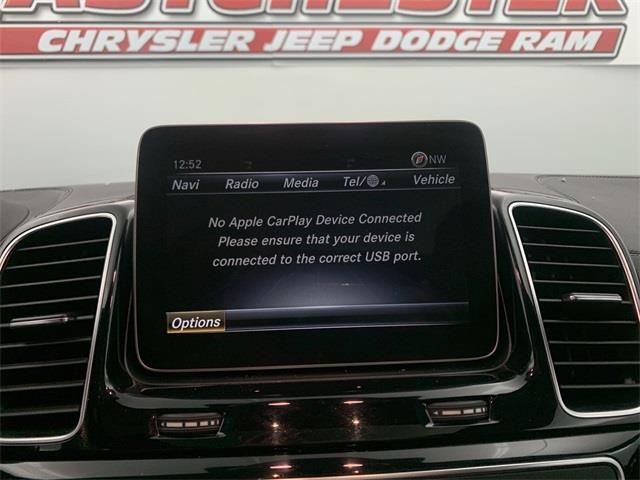 CHRYSLER JEEP DODGE RAM
12:52 NW
Navi Radio Media Tel/ 4 Vehicle
No Apple CarPlay Device Connected
Please ensure that your device is
connected to the correct USB port.
Options